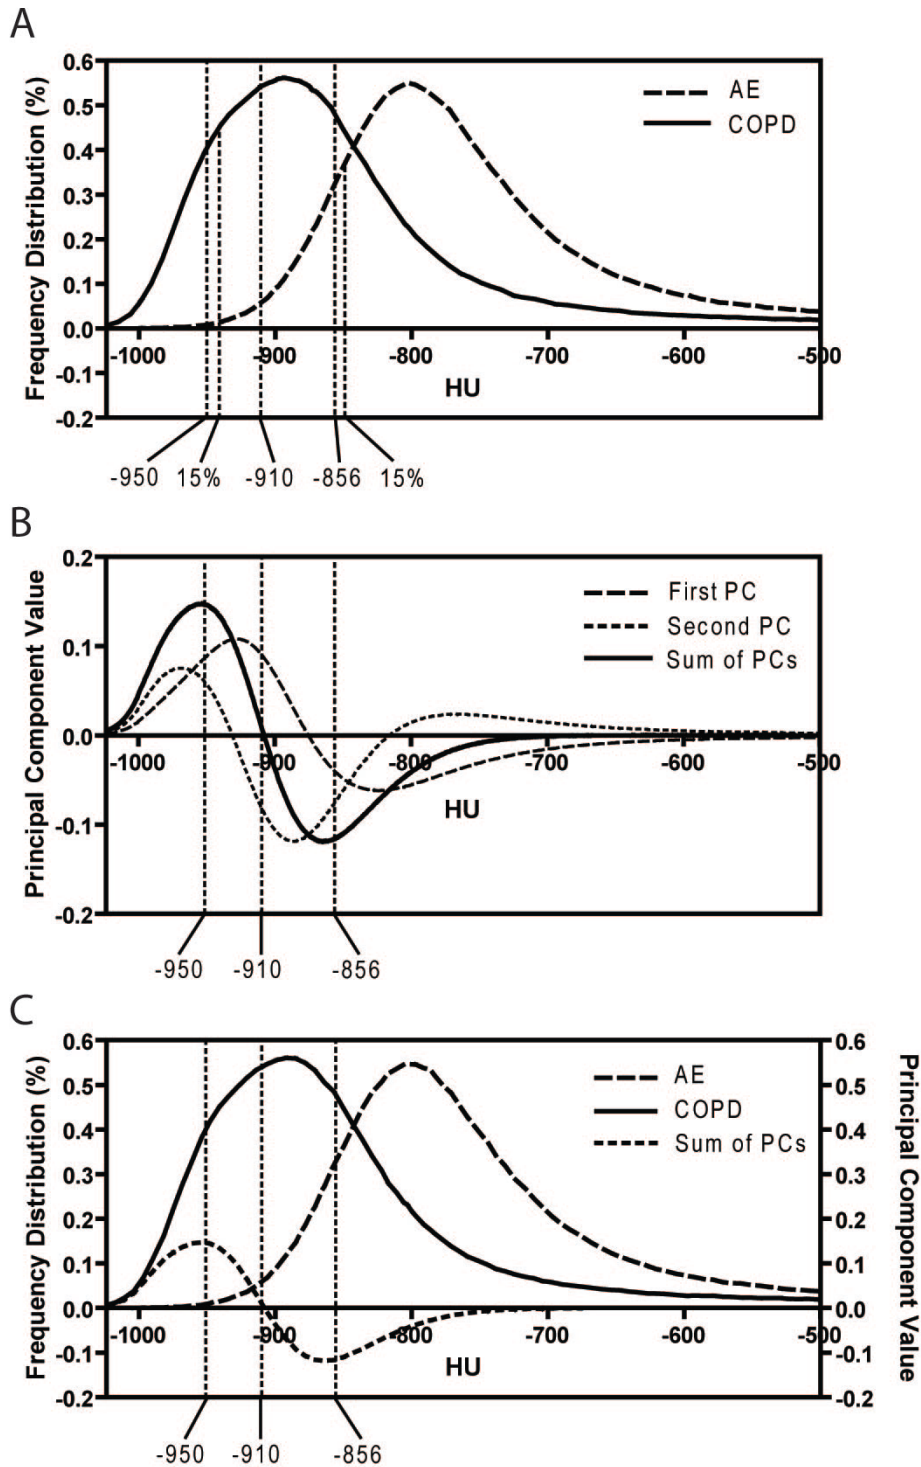 A
Frequency Distribution (%)
0.6
0.5
0.4
0.3
0.2
0.1
0.0
-0.1
-0.2
AE
COPD
-1000 -900 -800 -700 -600 -500
HU
-950 15% -910 -856 15%
B
Principal Component Value
0.2
0.1
0.0
-0.1
-0.2
First PC
Second PC
Sum of PCs
-1000 -900 -800 -700 -600 -500
HU
-950 -910 -856
C
Frequency Distribution (%)
0.6
0.5
0.4
0.3
0.2
0.1
0.0
-0.1
-0.2
AE
COPD
Sum of PCs
-1000 -900 -800 -700 -600 -500
HU
0.6
0.5
0.4
0.3
0.2
0.1
0.0
-0.1
-0.2
Principal Component Value
-950 -910 -856